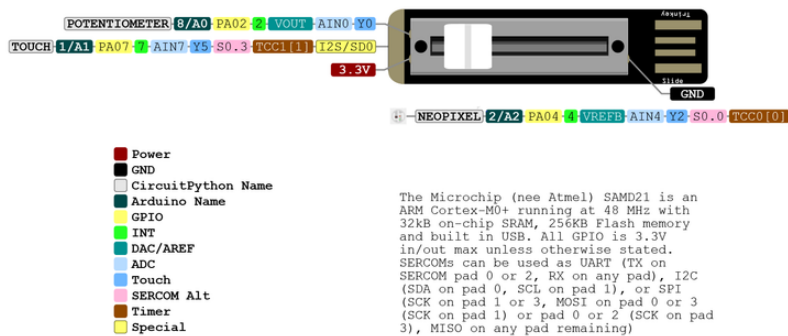 POTENTIOMETER 8/A0 PA02 2 VOUT AIN0 Y0
TOUCH 1/A1 PA07 7 AIN7 Y5 S0.3 TCC1[1] I2S/SD0
3.3V
Trinkey
Slide
GND
NEOPIXEL 2/A2 PA04 4 VREFB AIN4 Y2 S0.0 TCC0[0]
Power
GND
CircuitPython Name
Arduino Name
GPIO
INT
DAC/AREF
ADC
Touch
SERCOM Alt
Timer
Special
The Microchip (nee Atmel) SAMD21 is an
ARM Cortex-M0+ running at 48 MHz with
32kB on-chip SRAM, 256KB Flash memory
and built in USB. All GPIO is 3.3V
in/out max unless otherwise stated.
SERCOMs can be used as UART (TX on
SERCOM pad 0 or 2, RX on any pad), I2C
(SDA on pad 0, SCL on pad 1), or SPI
(SCK on pad 1 or 3, MOSI on pad 0 or 3
(SCK on pad 1) or pad 0 or 2 (SCK on pad
3), MISO on any pad remaining)